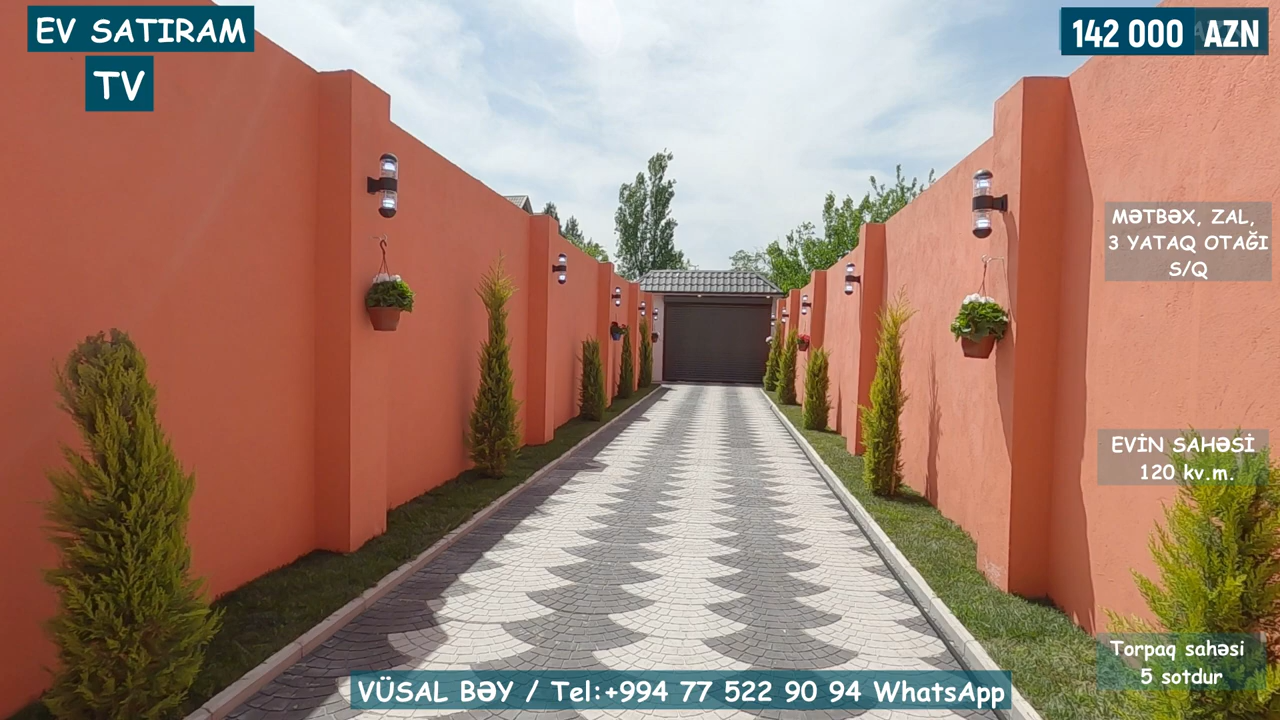 EV SATIRAM
TV
142 000 AZN
MƏTBƏX, ZAL,
3 YATAQ OTAĞI
S/Q
EVİN SAHƏSİ
120 kv.m.
Torpaq sahəsi
5 sotdur
VÜSAL BƏY / Tel:+994 77 522 90 94 WhatsApp